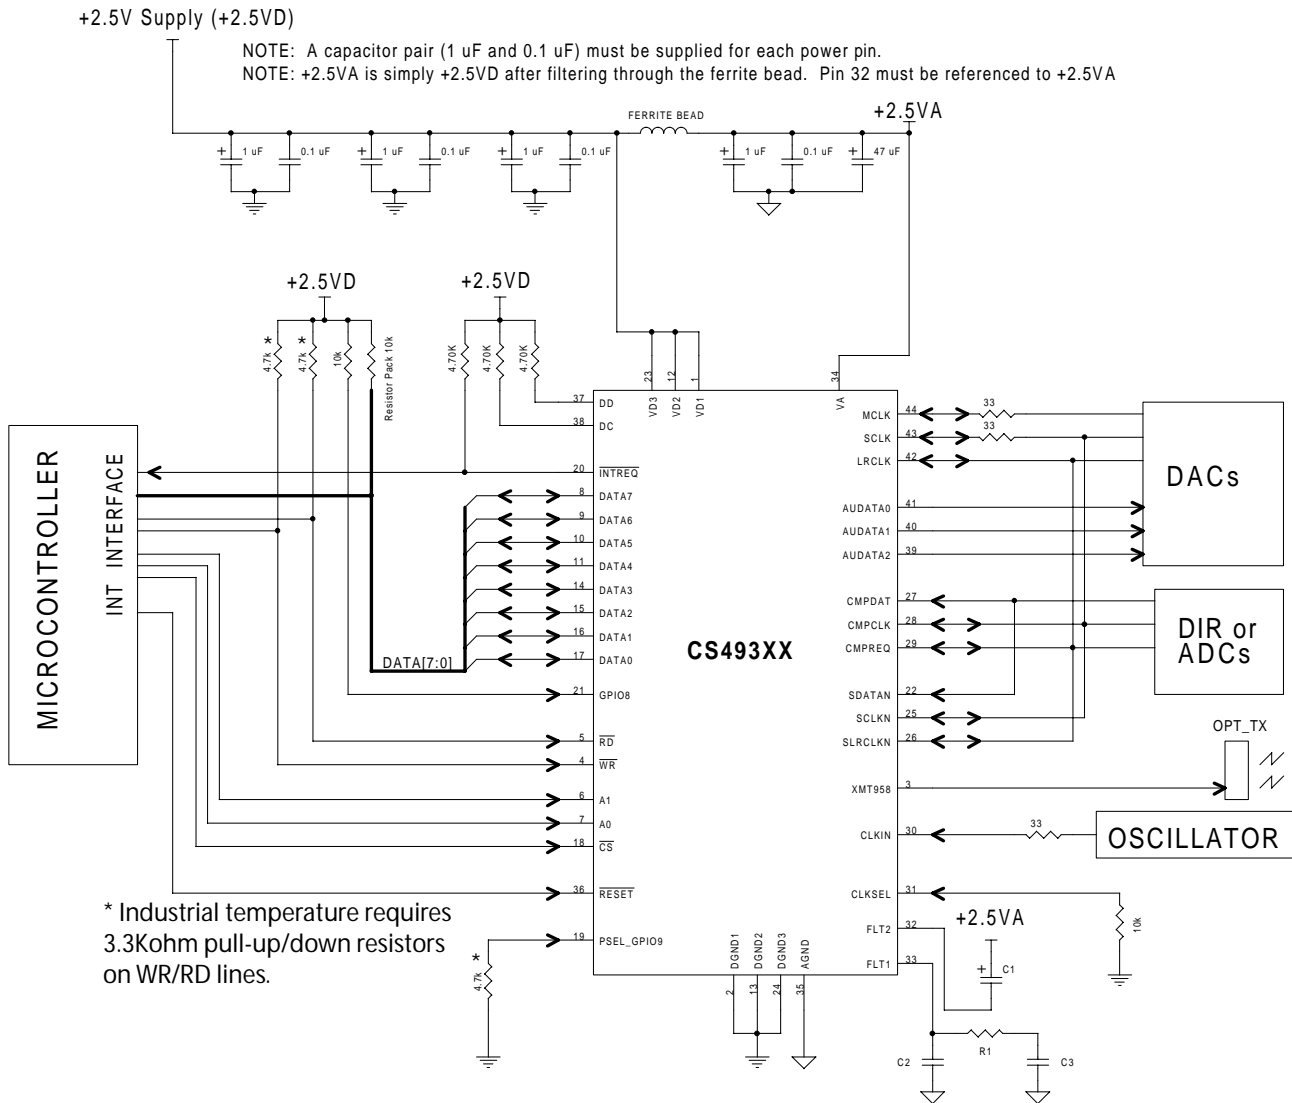 +2.5V Supply (+2.5VD)
NOTE: A capacitor pair (1 uF and 0.1 uF) must be supplied for each power pin.
NOTE: +2.5VA is simply +2.5VD after filtering through the ferrite bead. Pin 32 must be referenced to +2.5VA
FERRITE BEAD
+2.5VA
+ 1 uF
0.1 uF
+ 1 uF
0.1 uF
+ 1 uF
0.1 uF
+ 1 uF
0.1 uF
+ 47 uF
+2.5VD
+2.5VD
4.7k *
4.7k *
10k
Resistor Pack 10k
4.70K
4.70K
4.70K
23
12
1
34
VD3
VD2
VD1
VA
MICROCONTROLLER
INT INTERFACE
37 DD
38 DC
20 INTREQ
8 DATA7
9 DATA6
10 DATA5
11 DATA4
14 DATA3
15 DATA2
16 DATA1
17 DATA0
DATA[7:0]
21 GPIO8
5 RD
4 WR
6 A1
7 A0
18 CS
36 RESET
19 PSEL_GPIO9
4.7k *
* Industrial temperature requires
3.3Kohm pull-up/down resistors
on WR/RD lines.
CS493XX
MCLK 44 33
SCLK 43 33
LRCLK 42
AUDATA0 41
AUDATA1 40
AUDATA2 39
DACs
CMPDAT 27
CMPCLK 28
CMPREQ 29
SDATAN 22
SCLKN 25
SLRCLKN 26
DIR or
ADCs
OPT_TX
XMT958 3
CLKIN 30 33
OSCILLATOR
CLKSEL 31
10k
FLT2 32
FLT1 33
+2.5VA
+ C1
DGND1
DGND2
DGND3
AGND
2
13
24
35
C2
R1
C3